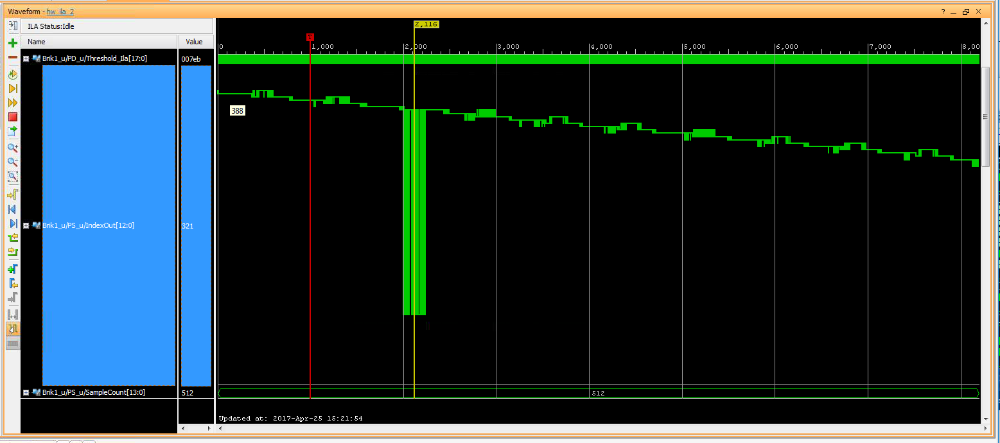 Waveform - hw_ila_2
ILA Status:Idle
2,116
T
Name
Value
0
1,000
2,000
3,000
4,000
5,000
6,000
7,000
8,00
Brik1_u/PD_u/Threshold_Ila[17:0]
007eb
388
Brik1_u/PS_u/IndexOut[12:0]
321
Brik1_u/PS_u/SampleCount[13:0]
512
512
Updated at: 2017-Apr-25 15:21:54